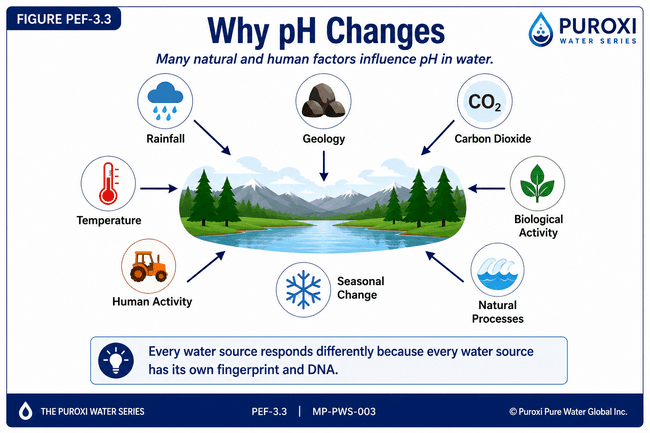 FIGURE PEF-3.3
Why pH Changes
Many natural and human factors influence pH in water.
PUROXI
WATER SERIES
Rainfall
Geology
CO₂
Carbon Dioxide
Temperature
Biological
Activity
Human Activity
Seasonal
Change
Natural
Processes
Every water source responds differently because every water source
has its own fingerprint and DNA.
THE PUROXI WATER SERIES
PEF-3.3 | MP-PWS-003
© Puroxi Pure Water Global Inc.